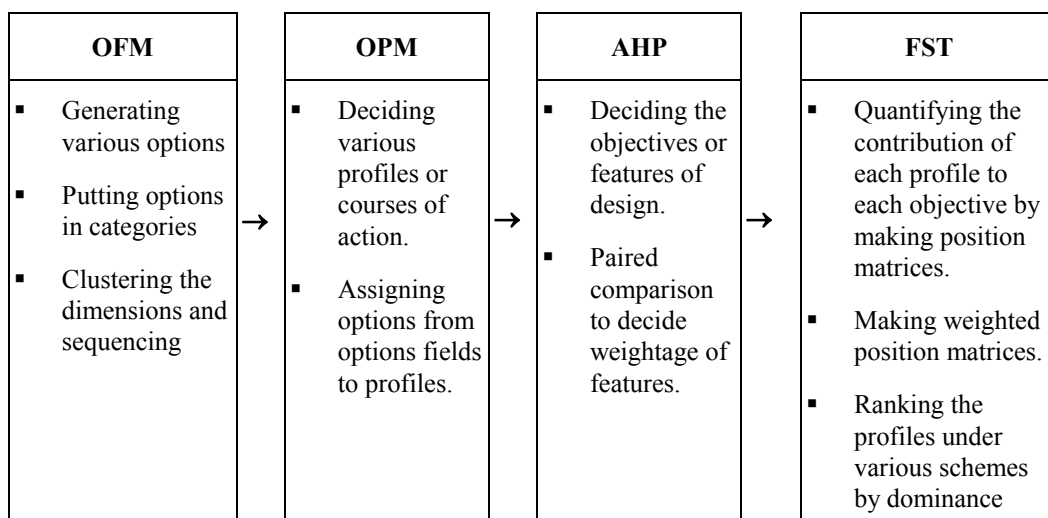 OFM
▪ Generating
various options
▪ Putting options
in categories
▪ Clustering the
dimensions and
sequencing
→
OPM
▪ Deciding
various
profiles or
courses of
action.
▪ Assigning
options from
options fields
to profiles.
→
AHP
▪ Deciding the
objectives or
features of
design.
▪ Paired
comparison
to decide
weightage of
features.
→
FST
▪ Quantifying the
contribution of
each profile to
each objective by
making position
matrices.
▪ Making weighted
position matrices.
▪ Ranking the
profiles under
various schemes
by dominance